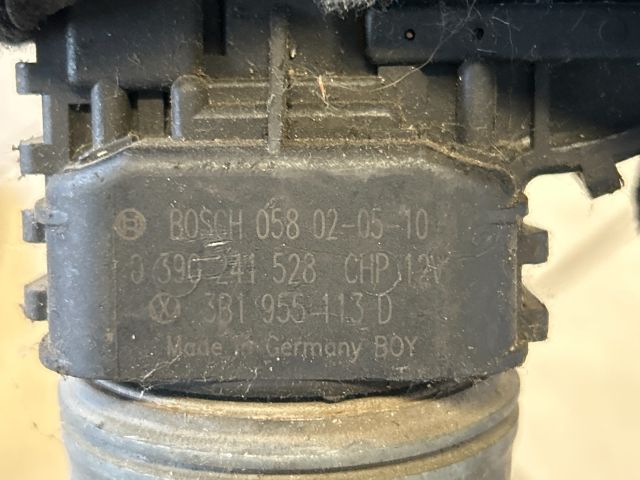 BOSCH 058 02-05-10
0 390 241 528 CHP 12V
3B1 955 113 D
Made in Germany BOY